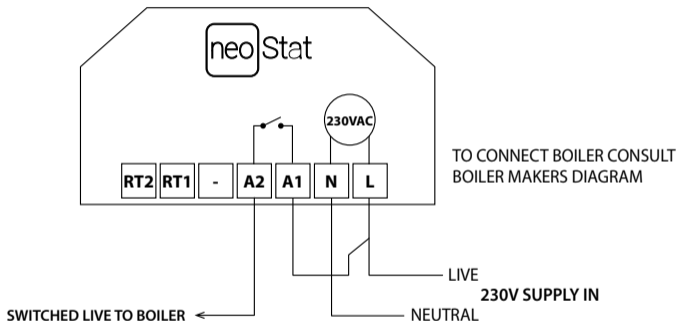 neoStat
230VAC
RT2 RT1 - A2 A1 N L
TO CONNECT BOILER CONSULT
BOILER MAKERS DIAGRAM
LIVE
230V SUPPLY IN
SWITCHED LIVE TO BOILER
NEUTRAL